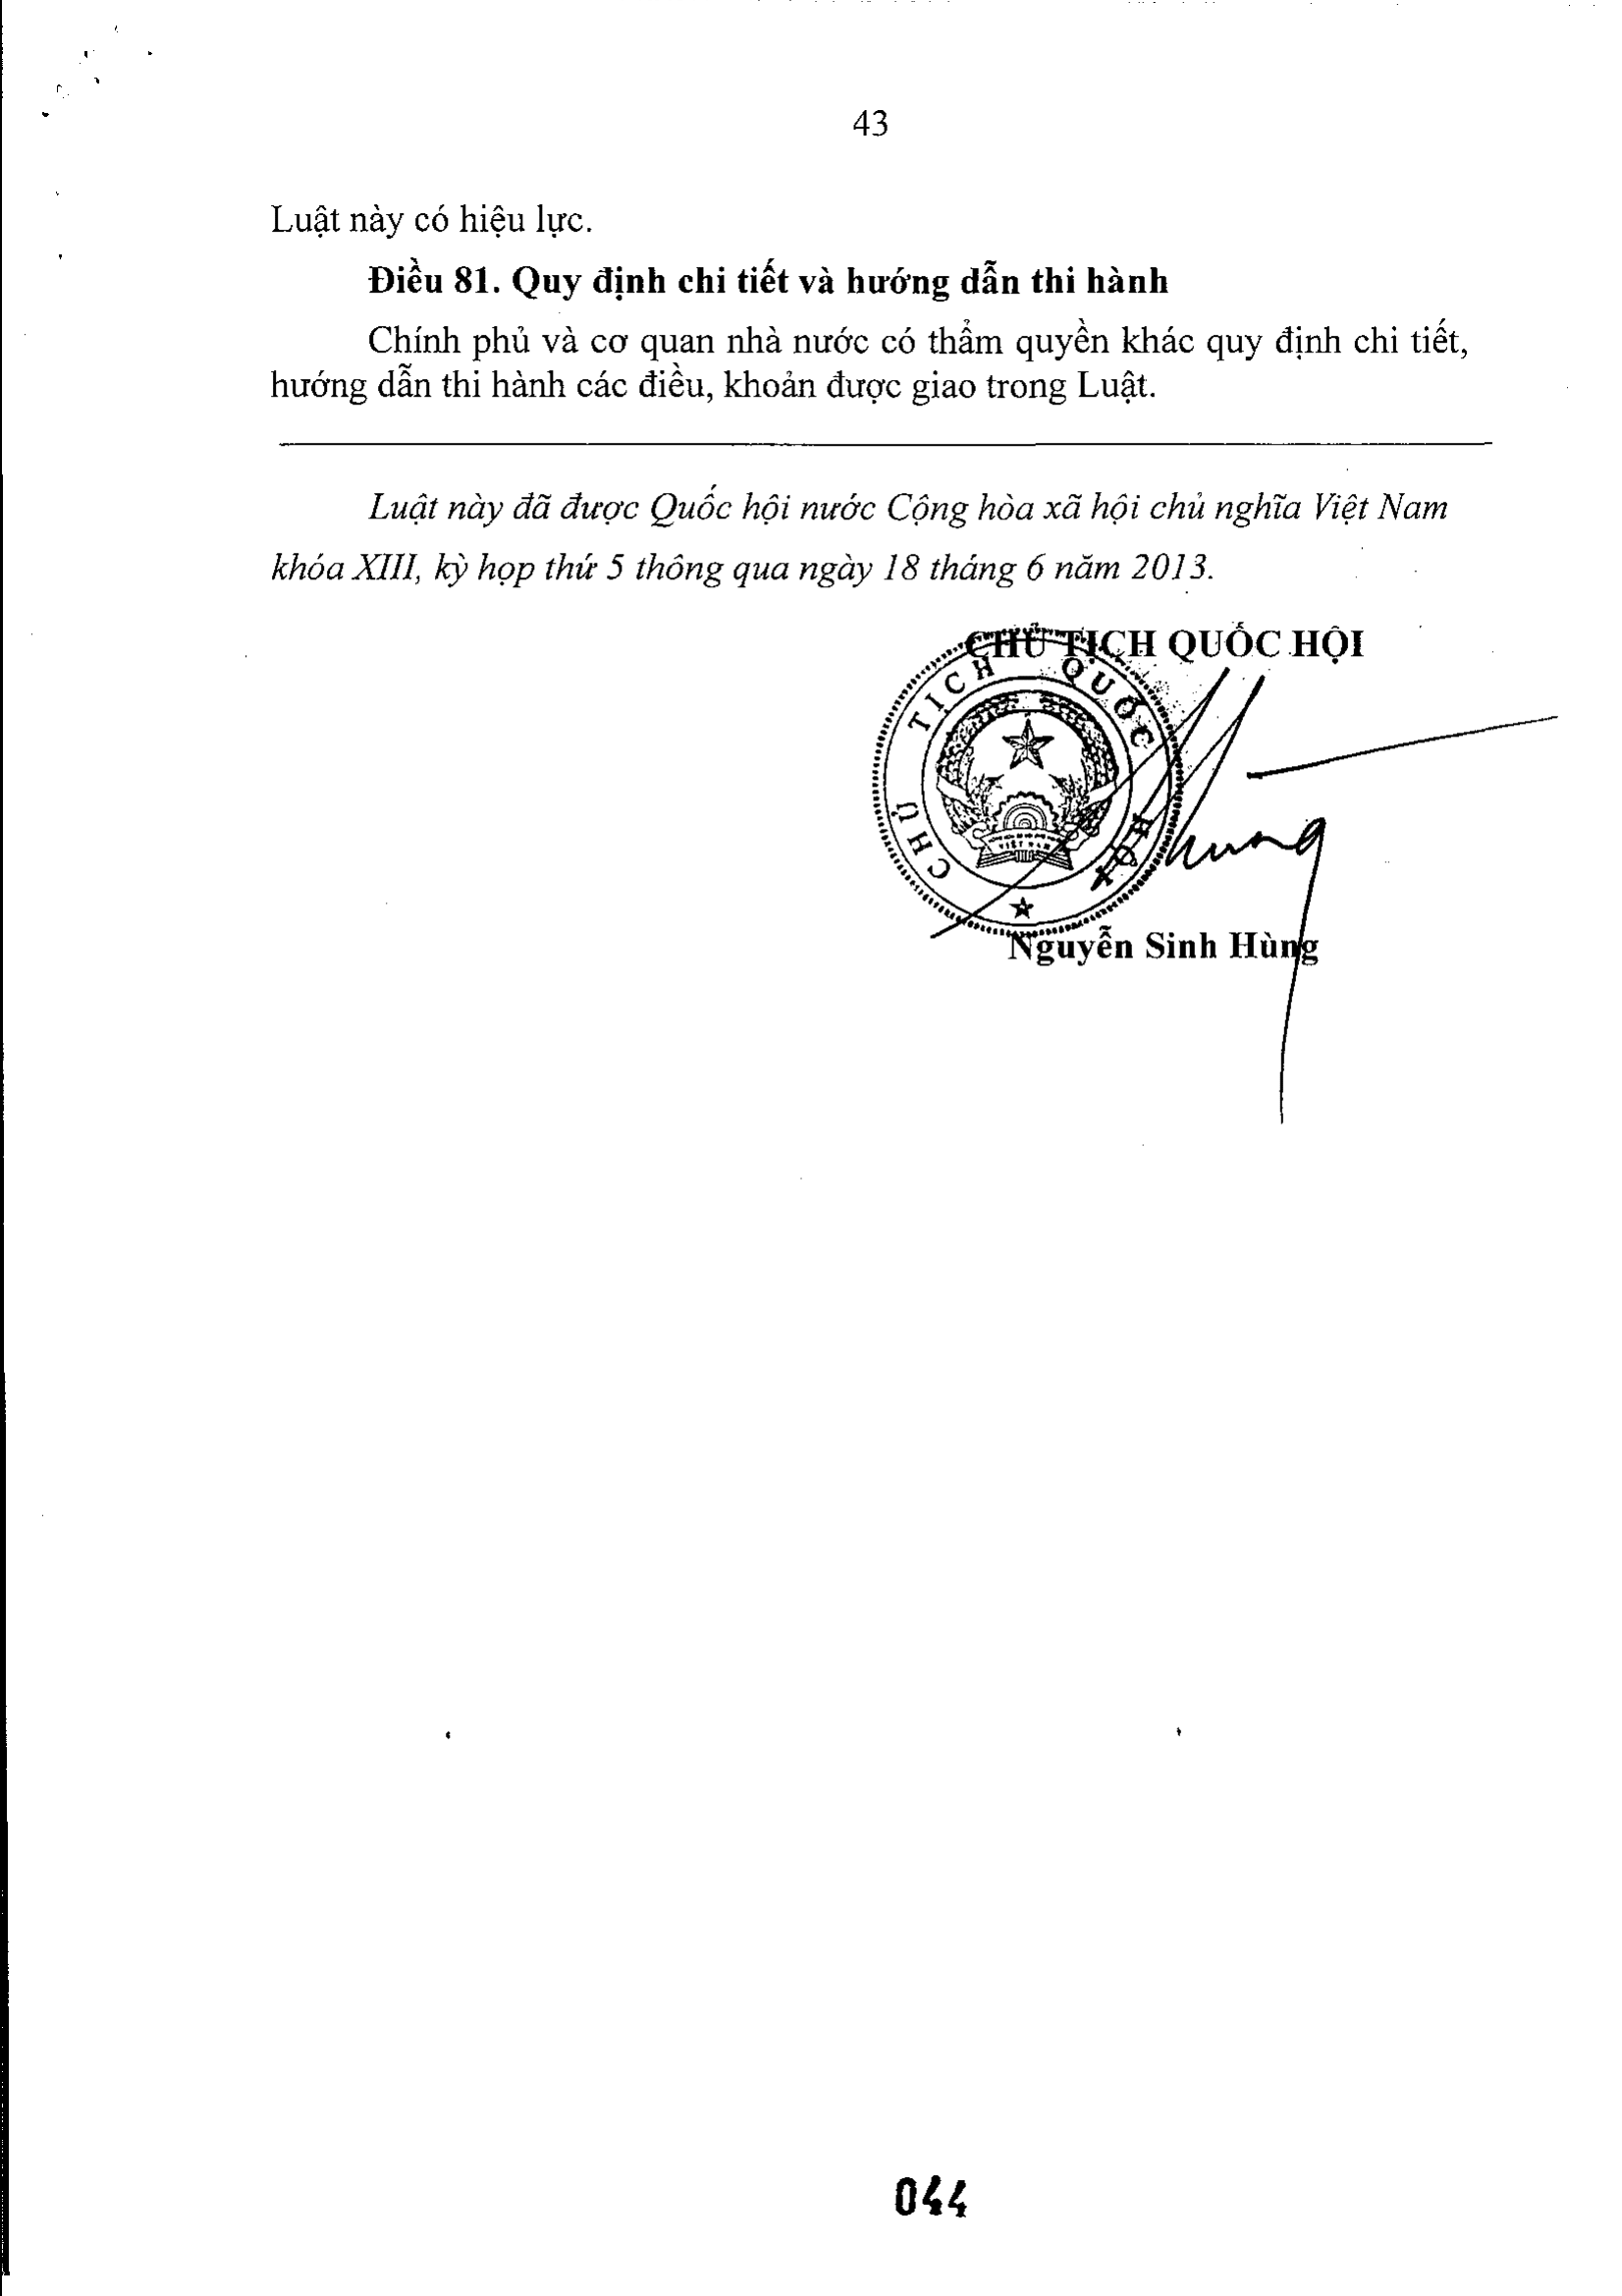 43
Luật này có hiệu lực.
Điều 81. Quy định chi tiết và hướng dẫn thi hành
Chính phủ và cơ quan nhà nước có thẩm quyền khác quy định chi tiết,
hướng dẫn thi hành các điều, khoản được giao trong Luật.
Luật này đã được Quốc hội nước Cộng hòa xã hội chủ nghĩa Việt Nam
khóa XIII, kỳ họp thứ 5 thông qua ngày 18 tháng 6 năm 2013.
CHỦ TỊCH QUỐC HỘI
CHỦ TỊCH QUỐC HỘI
VIỆT NAM
Nguyễn Sinh Hùng
044